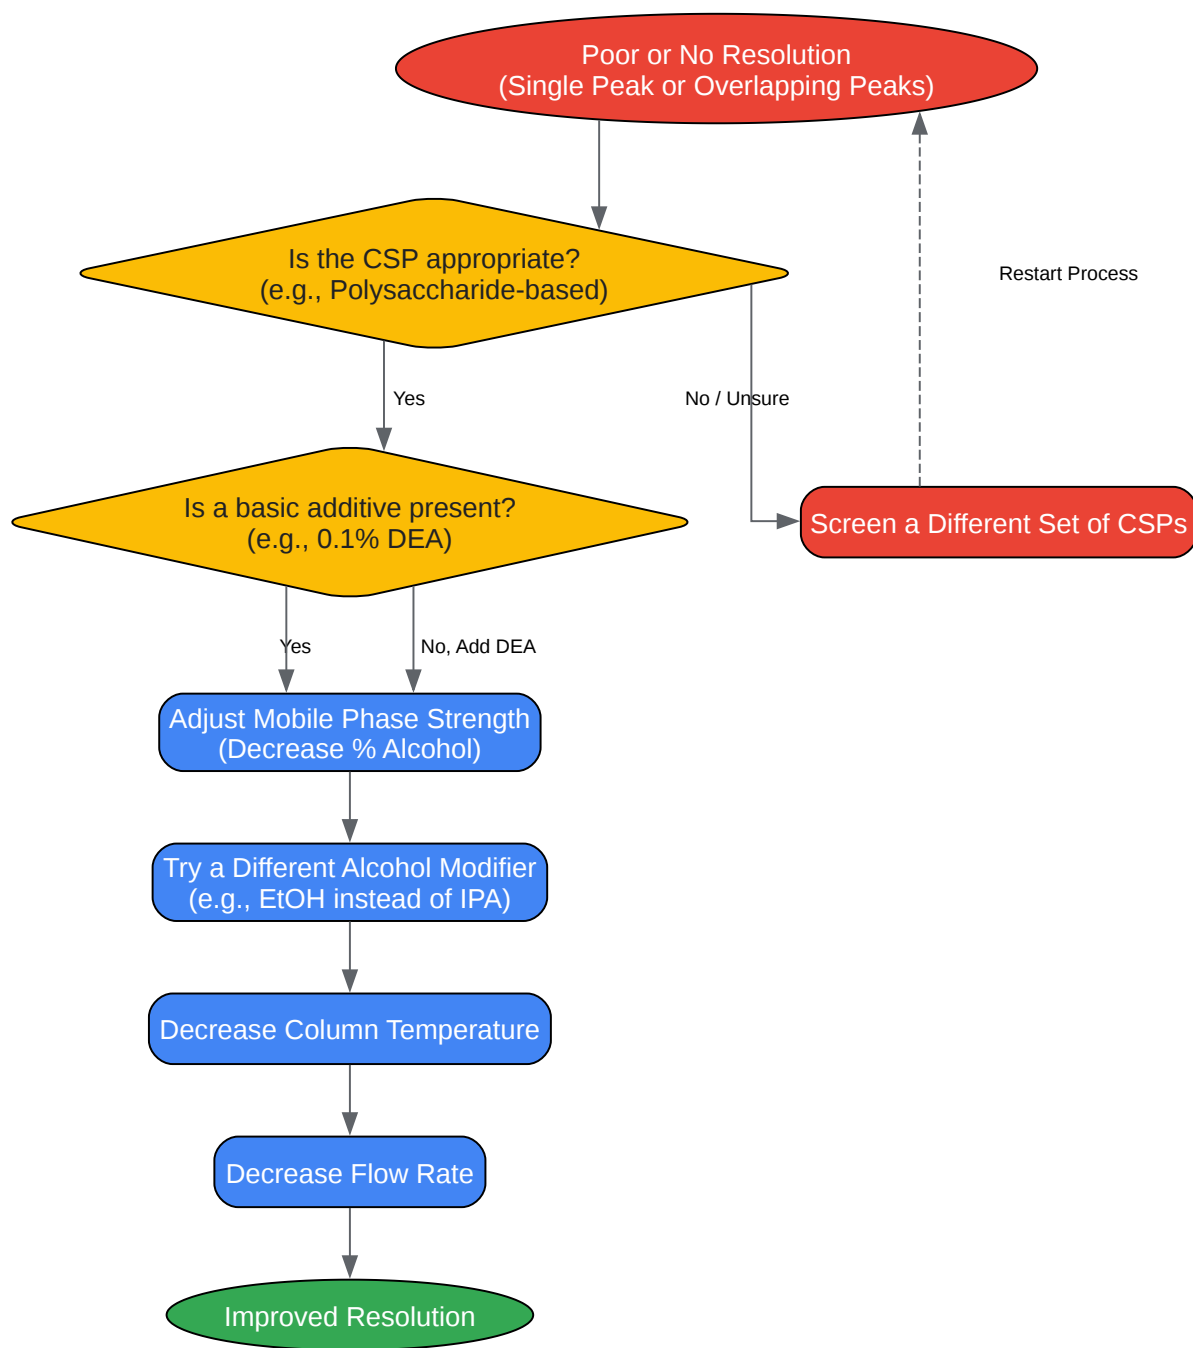 Poor or No Resolution
(Single Peak or Overlapping Peaks)
Is the CSP appropriate?
(e.g., Polysaccharide-based)
Restart Process
Yes
No / Unsure
Is a basic additive present?
(e.g., 0.1% DEA)
Screen a Different Set of CSPs
Yes
No, Add DEA
Adjust Mobile Phase Strength
(Decrease % Alcohol)
Try a Different Alcohol Modifier
(e.g., EtOH instead of IPA)
Decrease Column Temperature
Decrease Flow Rate
Improved Resolution